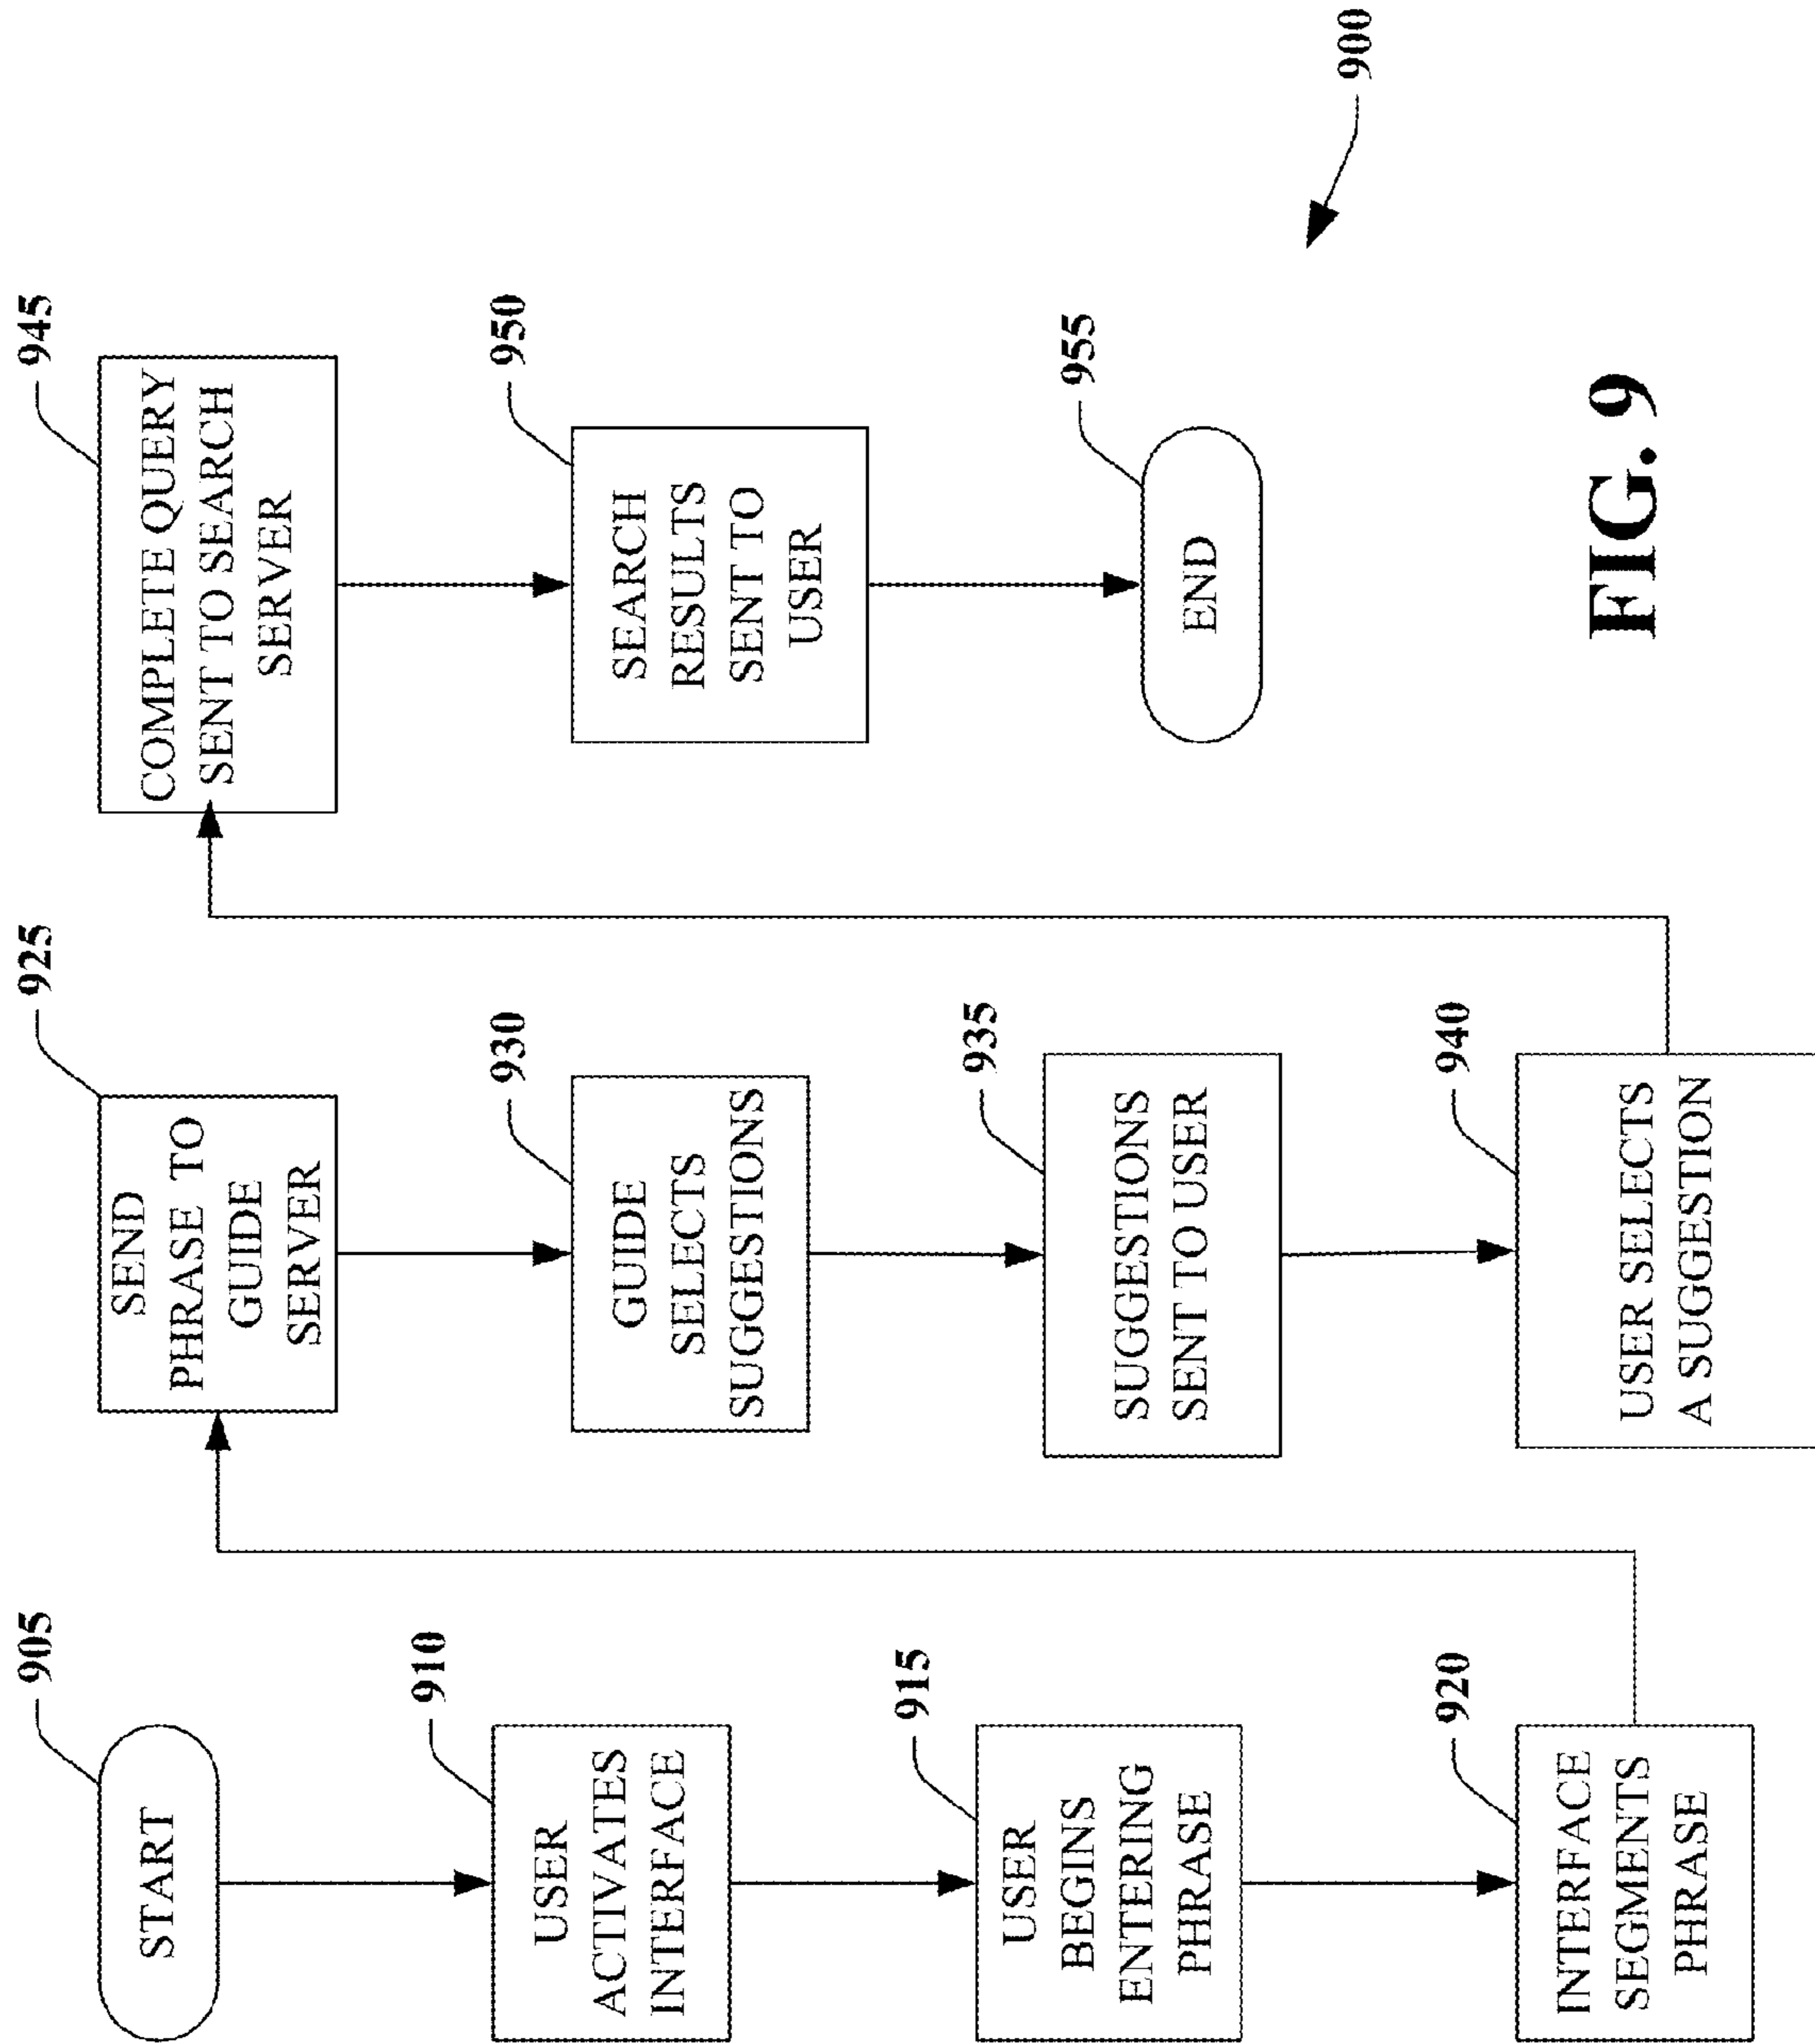 905
START
910
USER
ACTIVATES
INTERFACE
915
USER
BEGINS
ENTERING
PHRASE
920
INTERFACE
SEGMENTS
PHRASE
925
SEND
PHRASE TO
GUIDE
SERVER
930
GUIDE
SELECTS
SUGGESTIONS
935
SUGGESTIONS
SENT TO USER
940
USER SELECTS
A SUGGESTION
945
COMPLETE QUERY
SENT TO SEARCH
SERVER
950
SEARCH
RESULTS
SENT TO
USER
955
END
900
FIG. 9